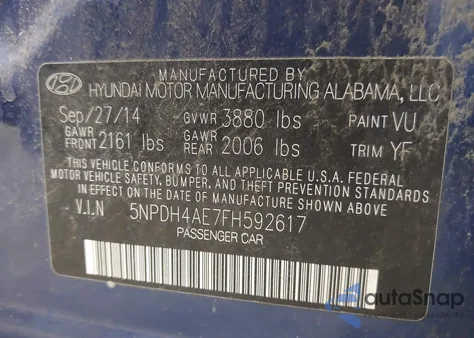 MANUFACTURED BY
HYUNDAI MOTOR MANUFACTURING ALABAMA, LLC
Sep/27/14 GVWR 3880 lbs PAINT VU
GAWR FRONT 2161 lbs GAWR REAR 2006 lbs TRIM YF
THIS VEHICLE CONFORMS TO ALL APPLICABLE U.S.A. FEDERAL
MOTOR VEHICLE SAFETY, BUMPER, AND THEFT PREVENTION STANDARDS
IN EFFECT ON THE DATE OF MANUFACTURE SHOWN ABOVE.
V.I.N 5NPDH4AE7FH592617
PASSENGER CAR
autaSnap